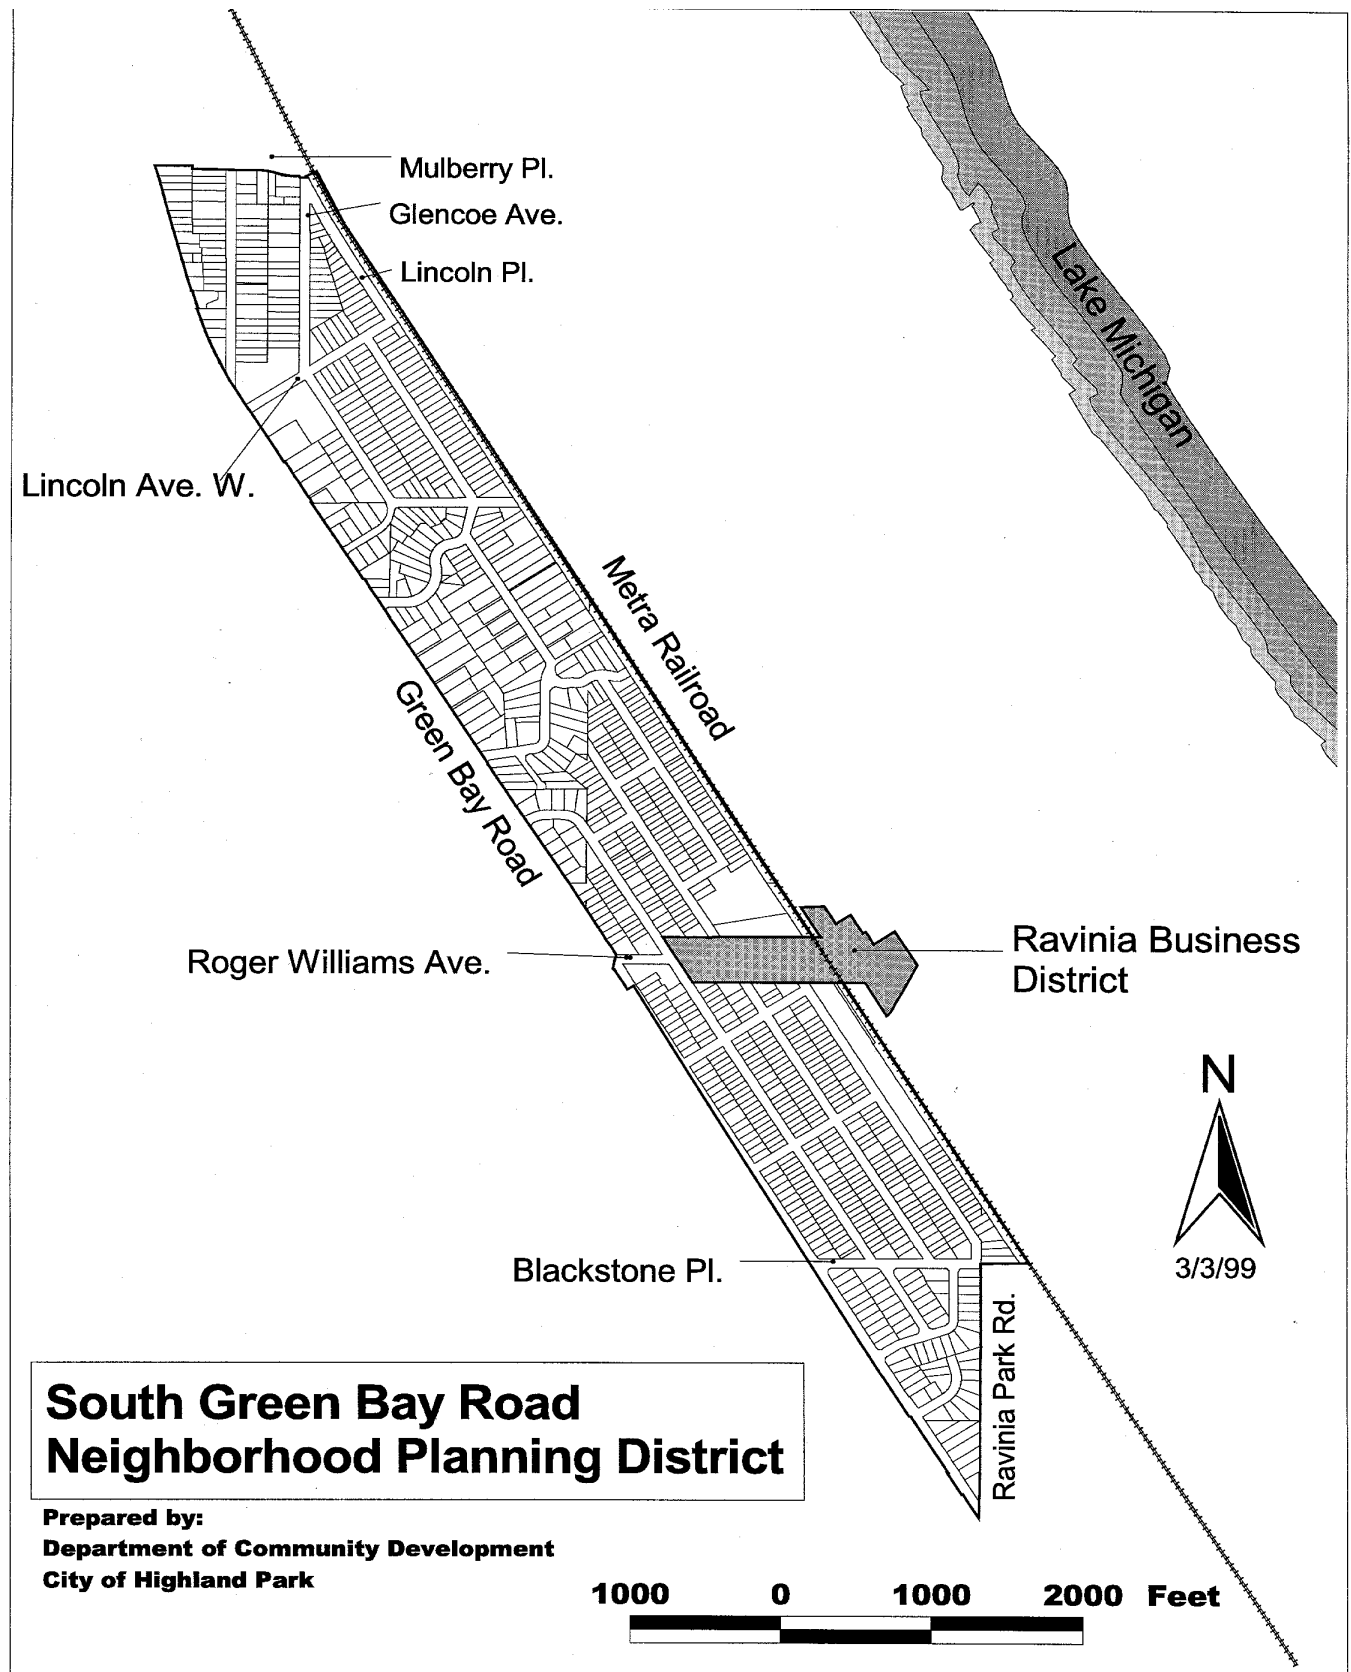 Mulberry Pl.
Glencoe Ave.
Lincoln Pl.
Lake Michigan
Lincoln Ave. W.
Metra Railroad
Green Bay Road
Roger Williams Ave.
Ravinia Business
District
N
3/3/99
Blackstone Pl.
Ravinia Park Rd.
South Green Bay Road
Neighborhood Planning District
Prepared by:
Department of Community Development
City of Highland Park
1000 0 1000 2000 Feet